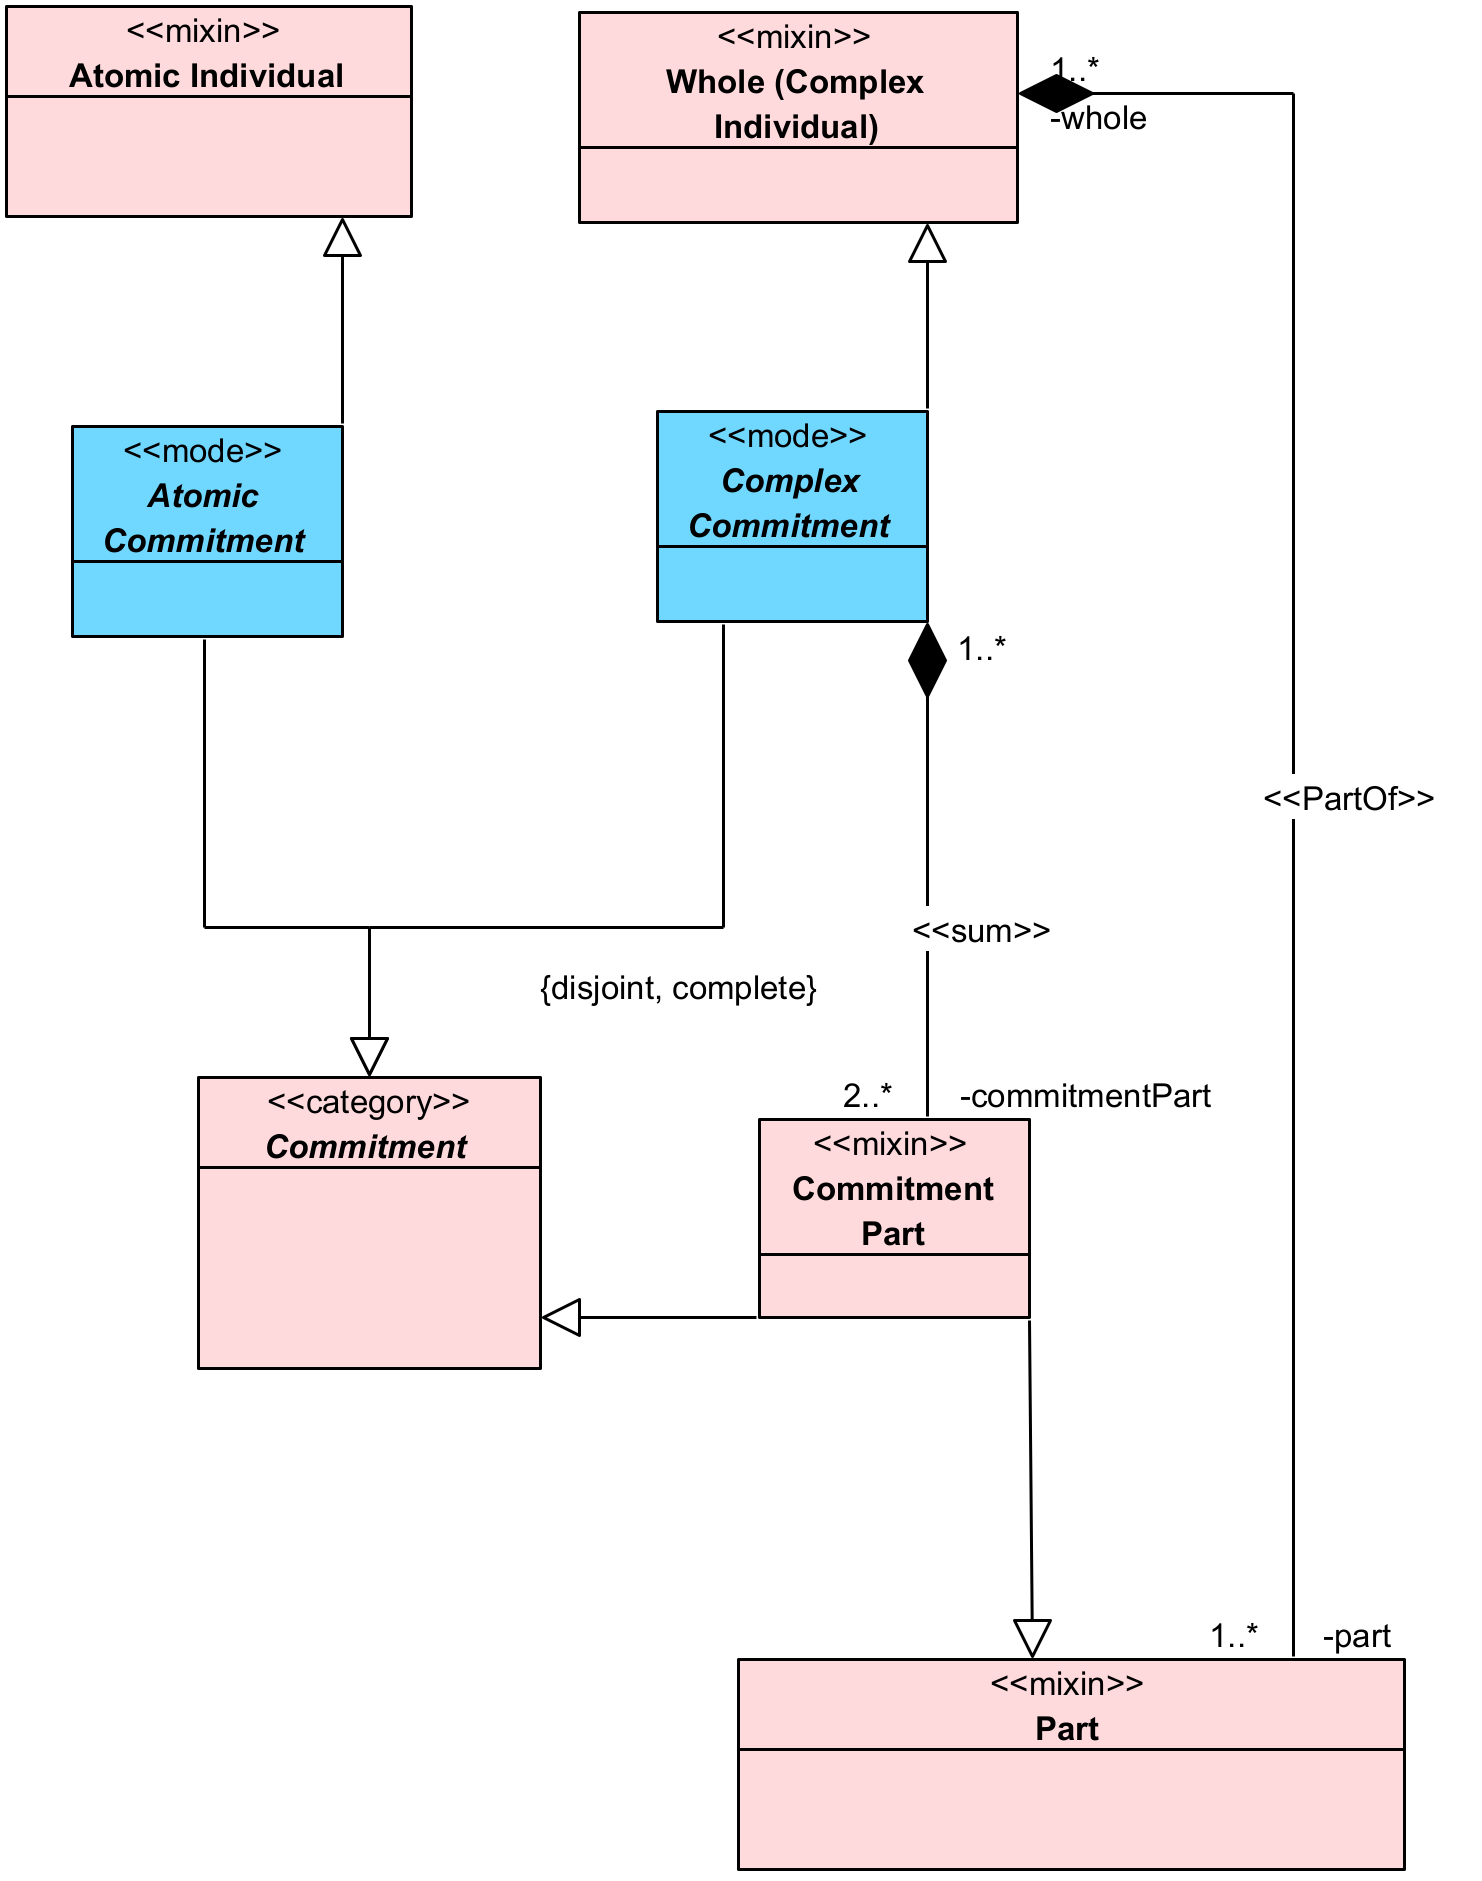 <<mixin>>
Atomic Individual
<<mixin>>
Whole (Complex
Individual)
1..*
-whole
<<mode>>
Atomic
Commitment
<<mode>>
Complex
Commitment
1..*
<<PartOf>>
<<sum>>
{disjoint, complete}
2..*
-commitmentPart
<<category>>
Commitment
<<mixin>>
Commitment
Part
1..*
-part
<<mixin>>
Part